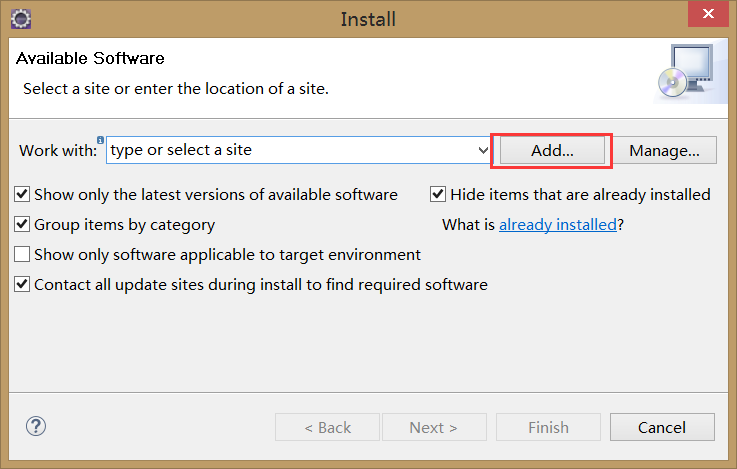 Install
Available Software
Select a site or enter the location of a site.
Work with: type or select a site Add... Manage...
Show only the latest versions of available software Hide items that are already installed
Group items by category What is already installed?
Show only software applicable to target environment
Contact all update sites during install to find required software
? < Back Next > Finish Cancel